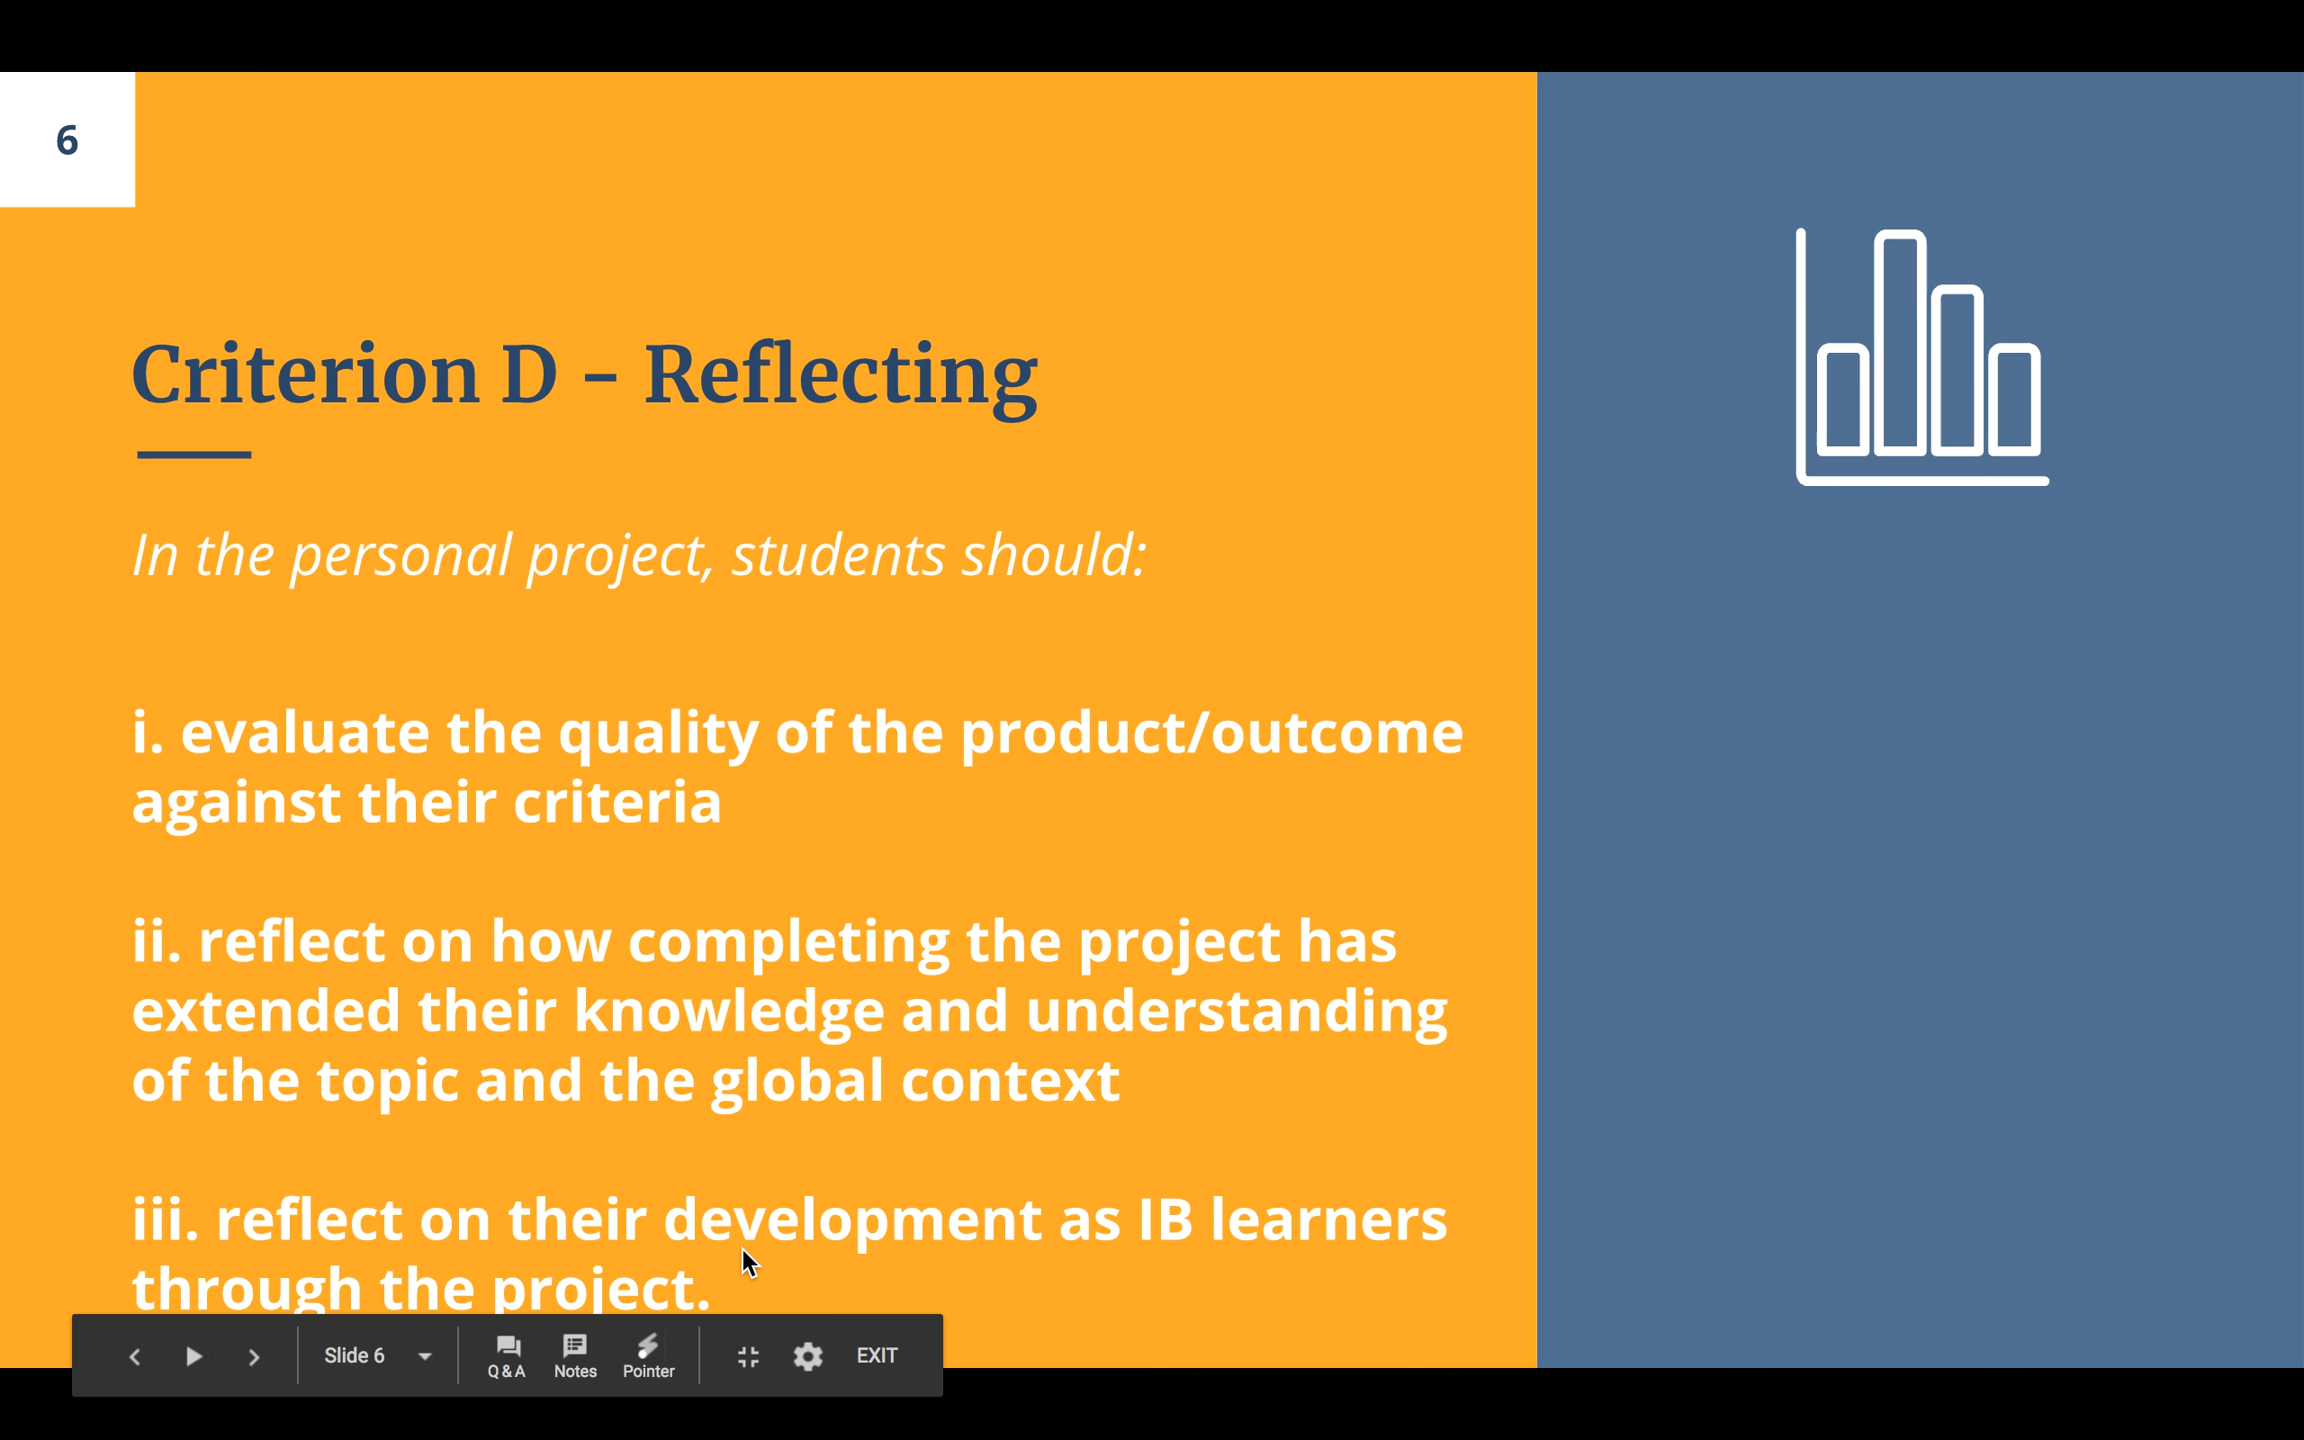 6
Criterion D – Reflecting
In the personal project, students should:
i. evaluate the quality of the product/outcome
against their criteria
ii. reflect on how completing the project has
extended their knowledge and understanding
of the topic and the global context
iii. reflect on their development as IB learners
through the project.
Slide 6
Q & A
Notes
Pointer
EXIT